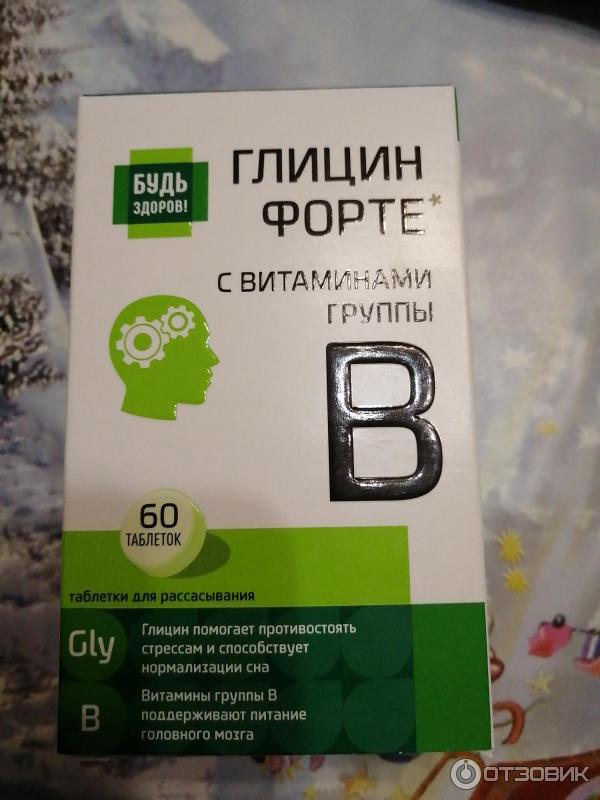 БУДЬ
ЗДОРОВ!
ГЛИЦИН
ФОРТЕ*
С ВИТАМИНАМИ
ГРУППЫ
B
60
ТАБЛЕТОК
таблетки для рассасывания
Gly
Глицин помогает противостоять
стрессам и способствует
нормализации сна
B
Витамины группы B
поддерживают питание
головного мозга
ОТЗОВИК